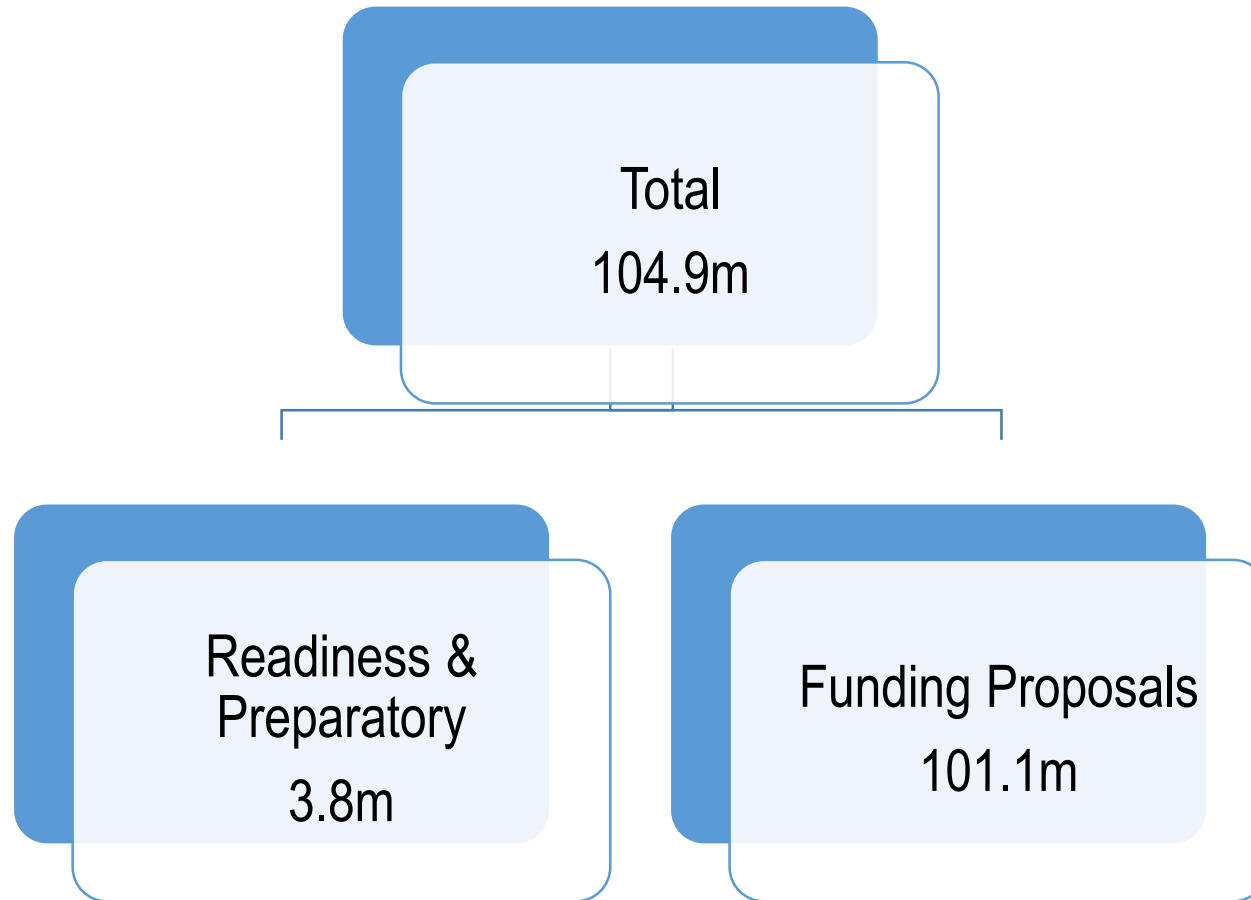 Total
104.9m
Readiness &
Preparatory
3.8m
Funding Proposals
101.1m